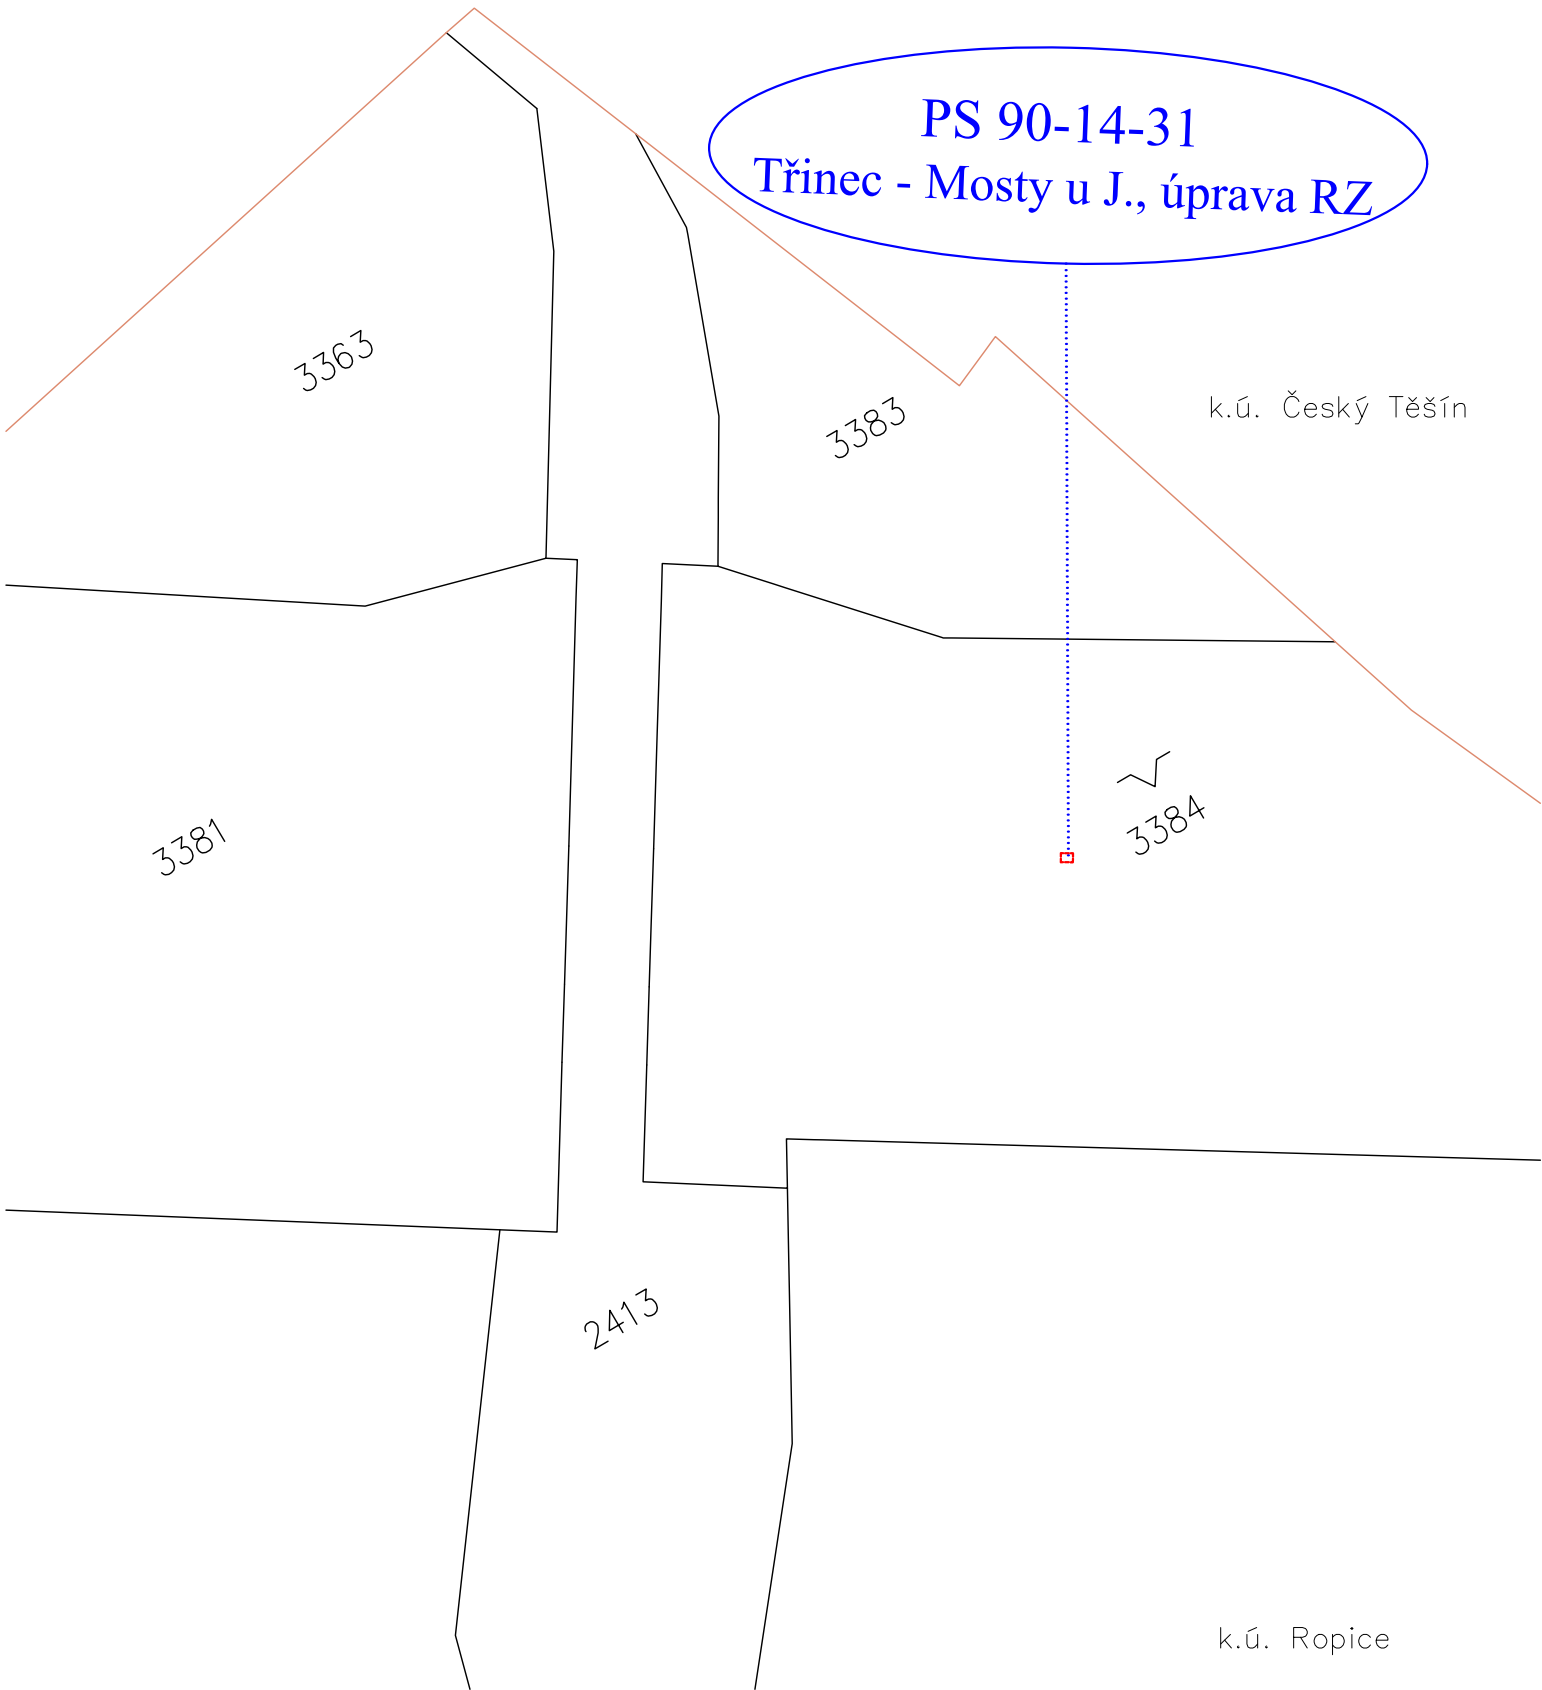 PS 90-14-31
Třinec - Mosty u J., úprava RZ
3363
3383
k.ú. Český Těšín
3381
3384
2413
k.ú. Ropice